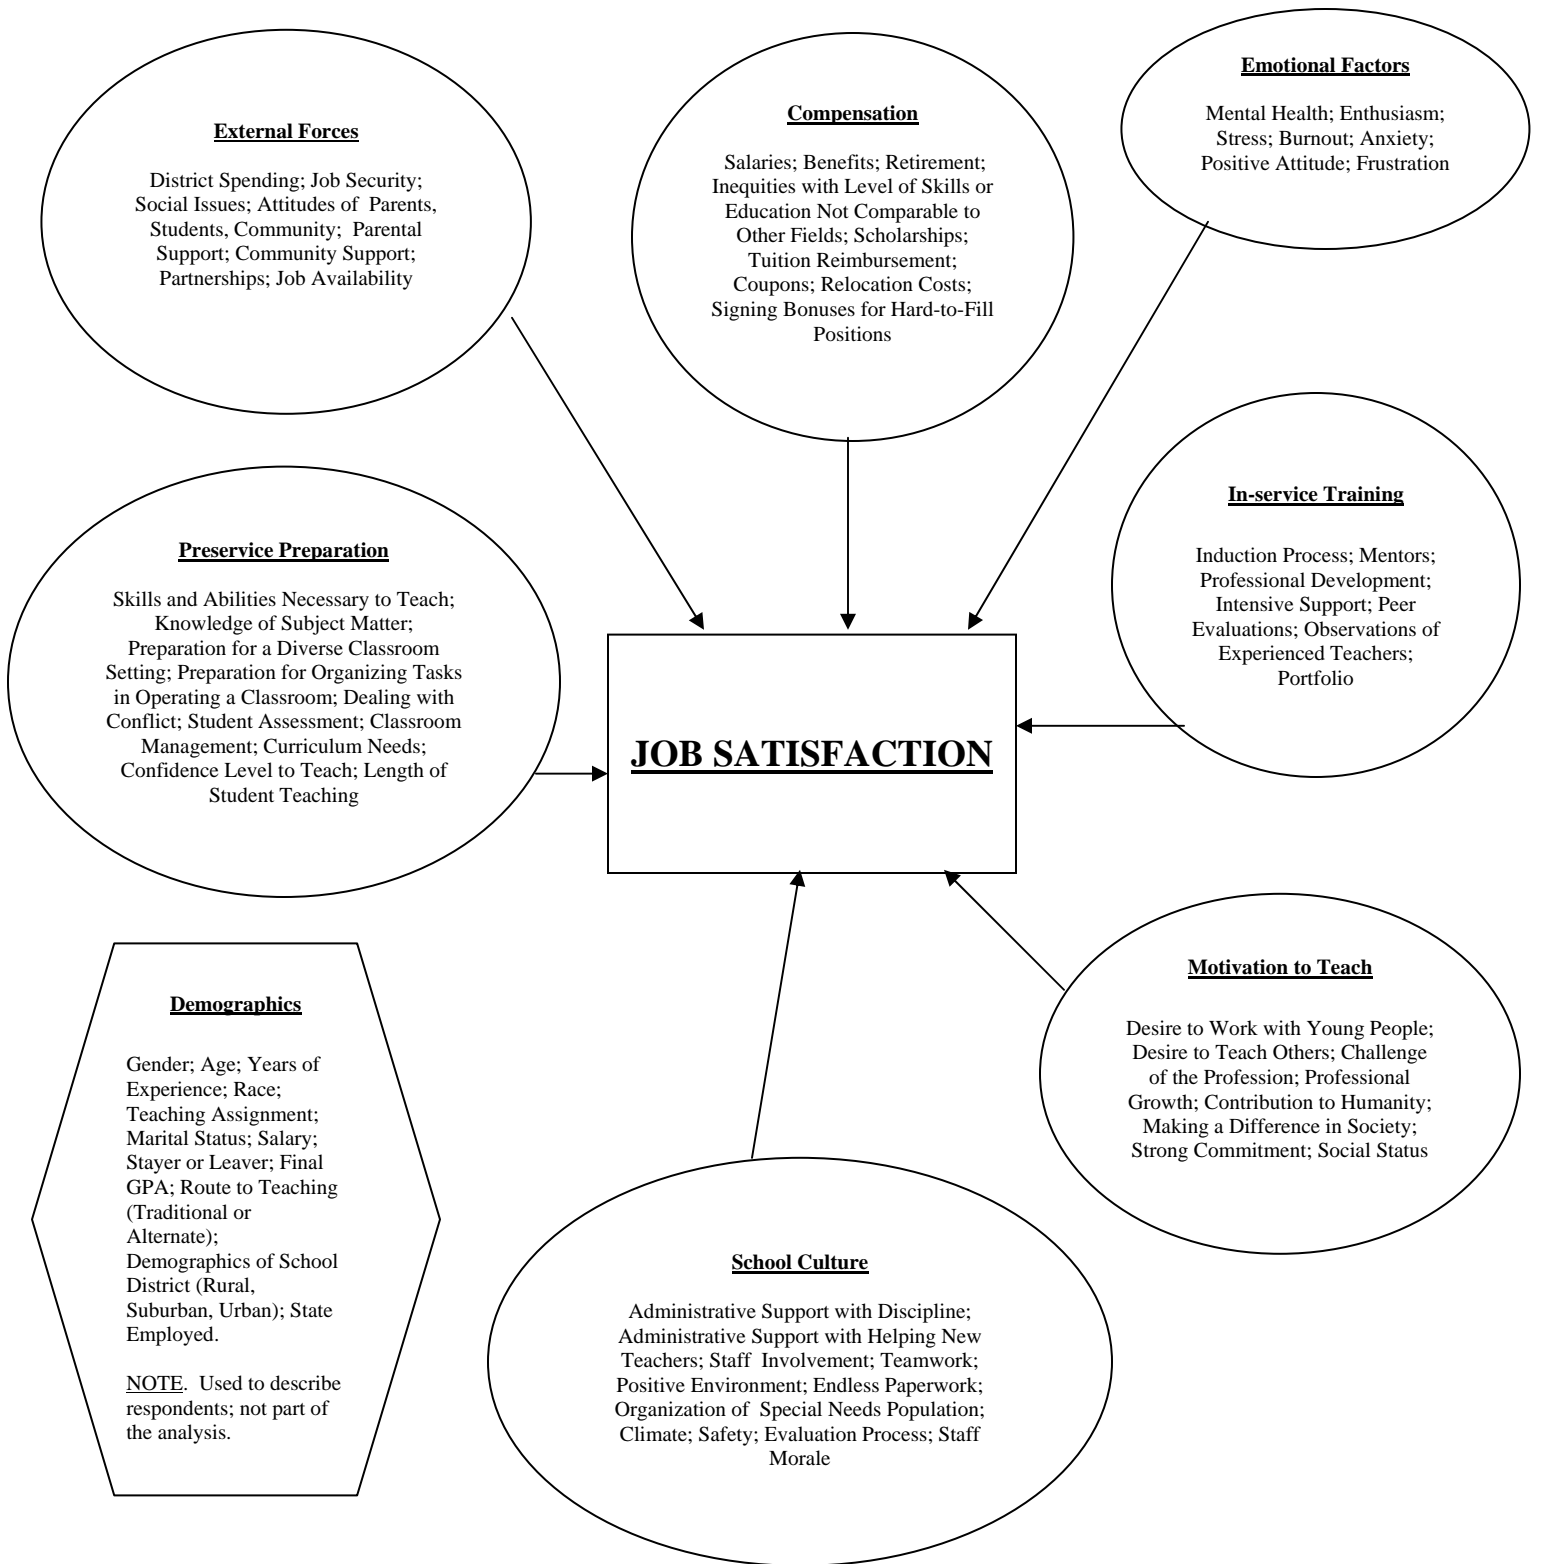 External Forces
District Spending; Job Security;
Social Issues; Attitudes of Parents,
Students, Community; Parental
Support; Community Support;
Partnerships; Job Availability
Compensation
Salaries; Benefits; Retirement;
Inequities with Level of Skills or
Education Not Comparable to
Other Fields; Scholarships;
Tuition Reimbursement;
Coupons; Relocation Costs;
Signing Bonuses for Hard-to-Fill
Positions
Emotional Factors
Mental Health; Enthusiasm;
Stress; Burnout; Anxiety;
Positive Attitude; Frustration
Preservice Preparation
Skills and Abilities Necessary to Teach;
Knowledge of Subject Matter;
Preparation for a Diverse Classroom
Setting; Preparation for Organizing Tasks
in Operating a Classroom; Dealing with
Conflict; Student Assessment; Classroom
Management; Curriculum Needs;
Confidence Level to Teach; Length of
Student Teaching
JOB SATISFACTION
In-service Training
Induction Process; Mentors;
Professional Development;
Intensive Support; Peer
Evaluations; Observations of
Experienced Teachers;
Portfolio
Demographics
Gender; Age; Years of
Experience; Race;
Teaching Assignment;
Marital Status; Salary;
Stayer or Leaver; Final
GPA; Route to Teaching
(Traditional or
Alternate);
Demographics of School
District (Rural,
Suburban, Urban); State
Employed.
NOTE. Used to describe
respondents; not part of
the analysis.
School Culture
Administrative Support with Discipline;
Administrative Support with Helping New
Teachers; Staff Involvement; Teamwork;
Positive Environment; Endless Paperwork;
Organization of Special Needs Population;
Climate; Safety; Evaluation Process; Staff
Morale
Motivation to Teach
Desire to Work with Young People;
Desire to Teach Others; Challenge
of the Profession; Professional
Growth; Contribution to Humanity;
Making a Difference in Society;
Strong Commitment; Social Status